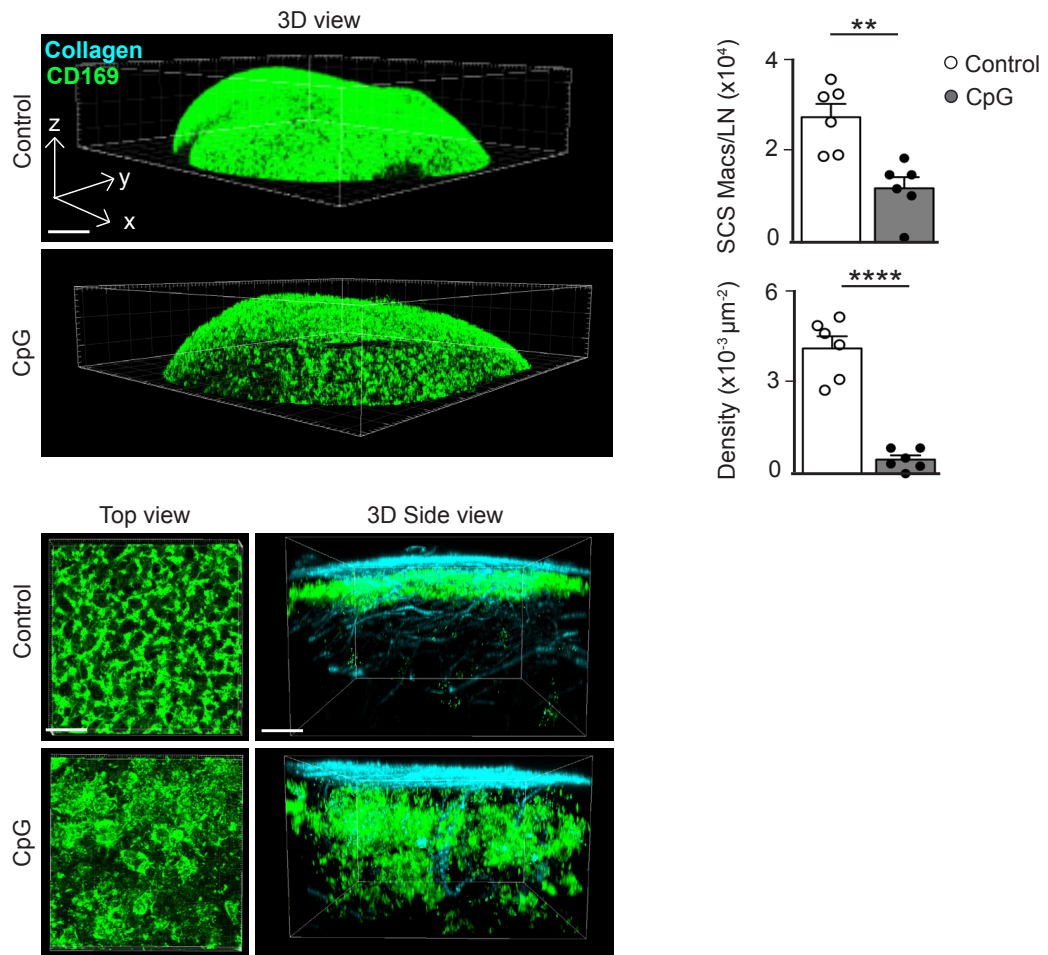 3D view
Collagen
CD169
Control
z
y
x
CpG
**
SCS Macs/LN (x10⁴)
4
2
0
Control
CpG
****
Density (x10⁻³ µm⁻²)
6
3
0
Top view
3D Side view
Control
CpG